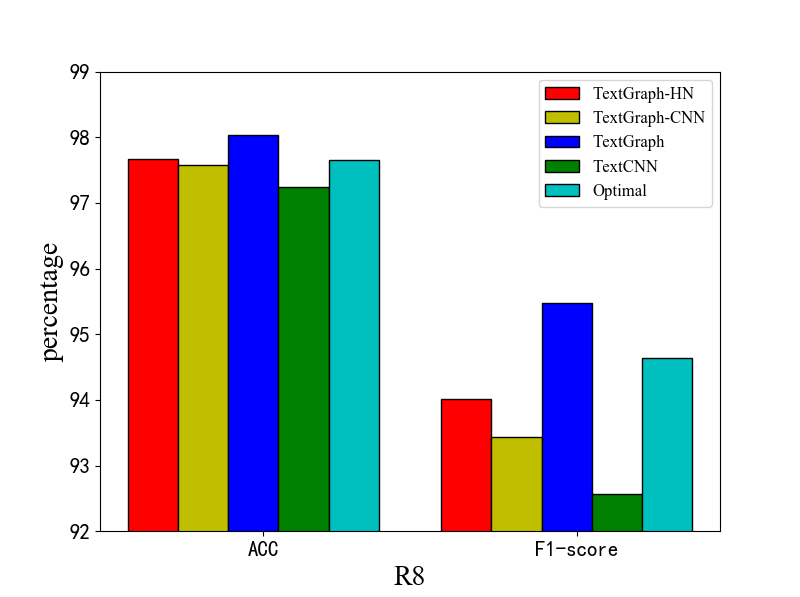 99
98
97
96
95
94
93
92
percentage
TextGraph-HN
TextGraph-CNN
TextGraph
TextCNN
Optimal
ACC
F1-score
R8